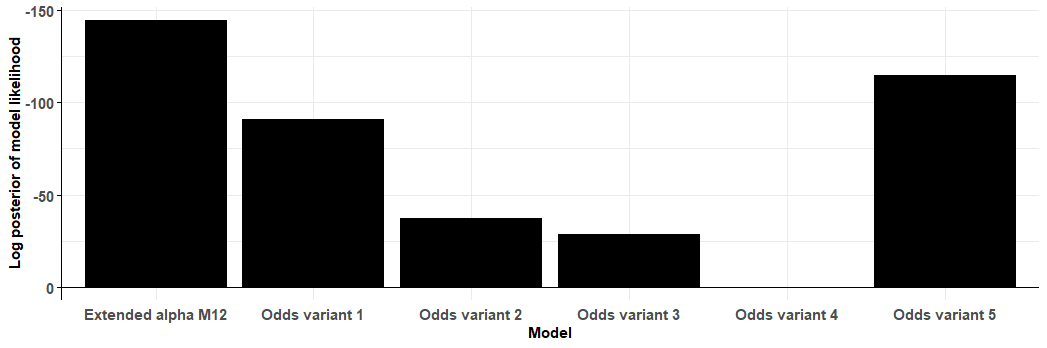 Log posterior of model likelihood
-150
-100
-50
0
Extended alpha M12 Odds variant 1 Odds variant 2 Odds variant 3 Odds variant 4 Odds variant 5
Model